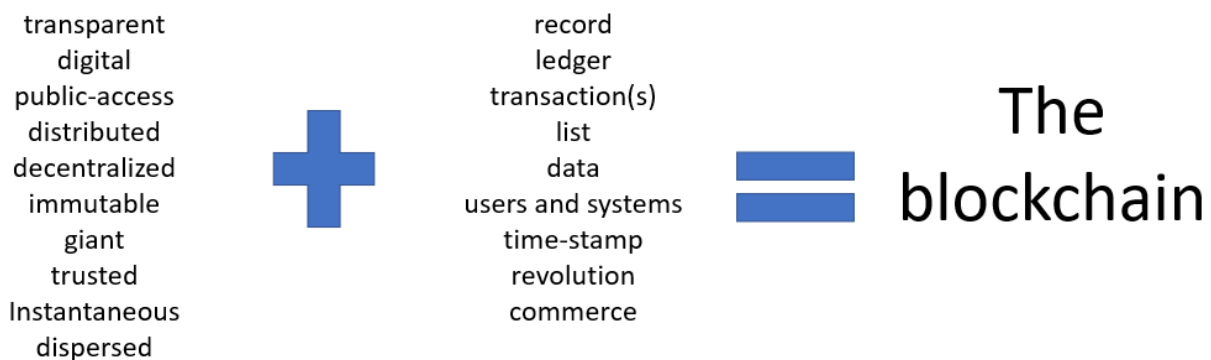 transparent
digital
public-access
distributed
decentralized
immutable
giant
trusted
Instantaneous
dispersed
record
ledger
transaction(s)
list
data
users and systems
time-stamp
revolution
commerce
The
blockchain